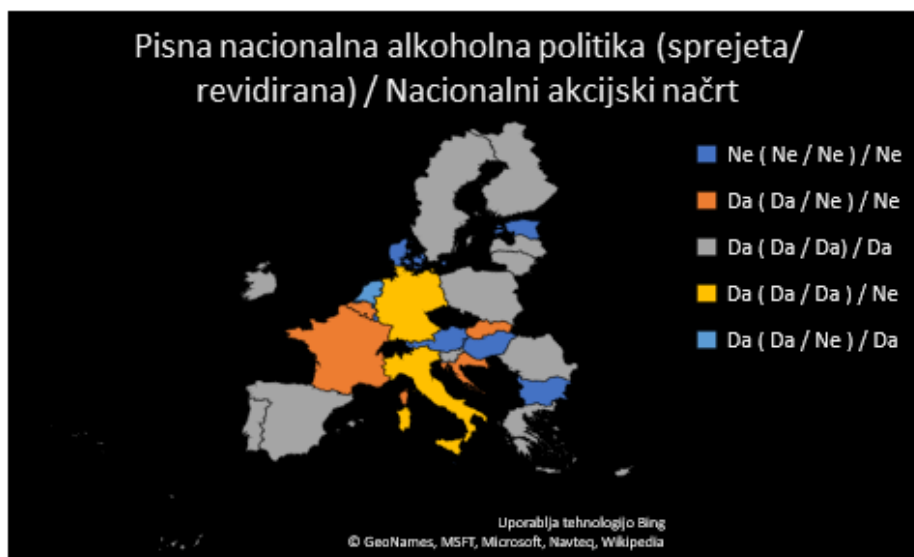 Pisna nacionalna alkoholna politika (sprejeta/
revidirana) / Nacionalni akcijski načrt
Ne ( Ne / Ne ) / Ne
Da ( Da / Ne ) / Ne
Da ( Da / Da) / Da
Da ( Da / Da ) / Ne
Da ( Da / Ne ) / Da
Uporablja tehnologijo Bing
© GeoNames, MSFT, Microsoft, Navteq, Wikipedia